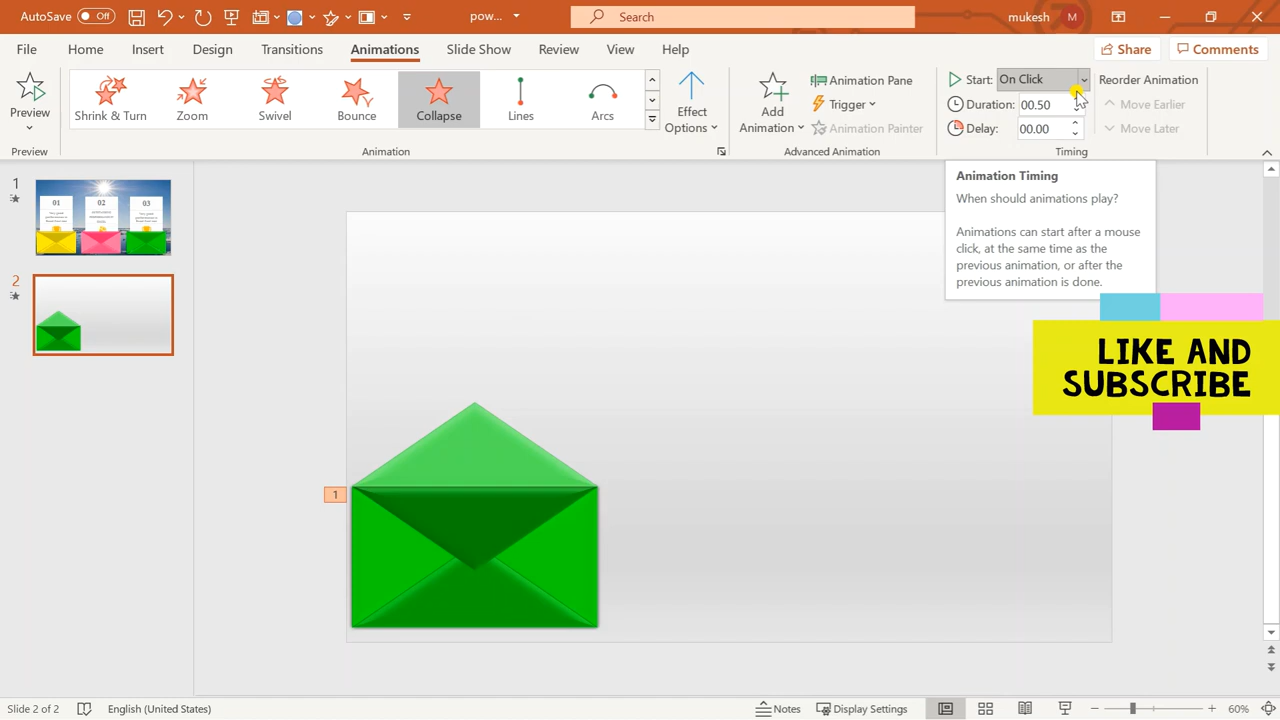 AutoSave Off pow... Search mukesh M
File Home Insert Design Transitions Animations Slide Show Review View Help Share Comments
Preview Shrink & Turn Zoom Swivel Bounce Collapse Lines Arcs Effect Options Add Animation Animation Pane Trigger Animation Painter Start: On Click Duration: 00.50 Delay: 00.00 Reorder Animation Move Earlier Move Later
Preview Animation Advanced Animation Timing
Animation Timing
When should animations play?
Animations can start after a mouse
click, at the same time as the
previous animation, or after the
previous animation is done.
1
01 02 03
2
LIKE AND
SUBSCRIBE
1
Slide 2 of 2 English (United States) Notes Display Settings 60%